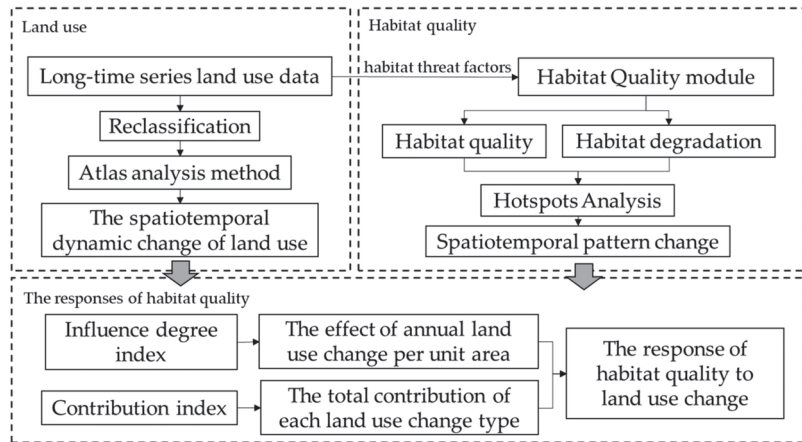 Land use
Long-time series land use data
Reclassification
Atlas analysis method
The spatiotemporal
dynamic change of land use
Habitat quality
habitat threat factors
Habitat Quality module
Habitat quality
Habitat degradation
Hotspots Analysis
Spatiotemporal pattern change
The responses of habitat quality
Influence degree
index
The effect of annual land
use change per unit area
Contribution index
The total contribution of
each land use change type
The response of
habitat quality to
land use change